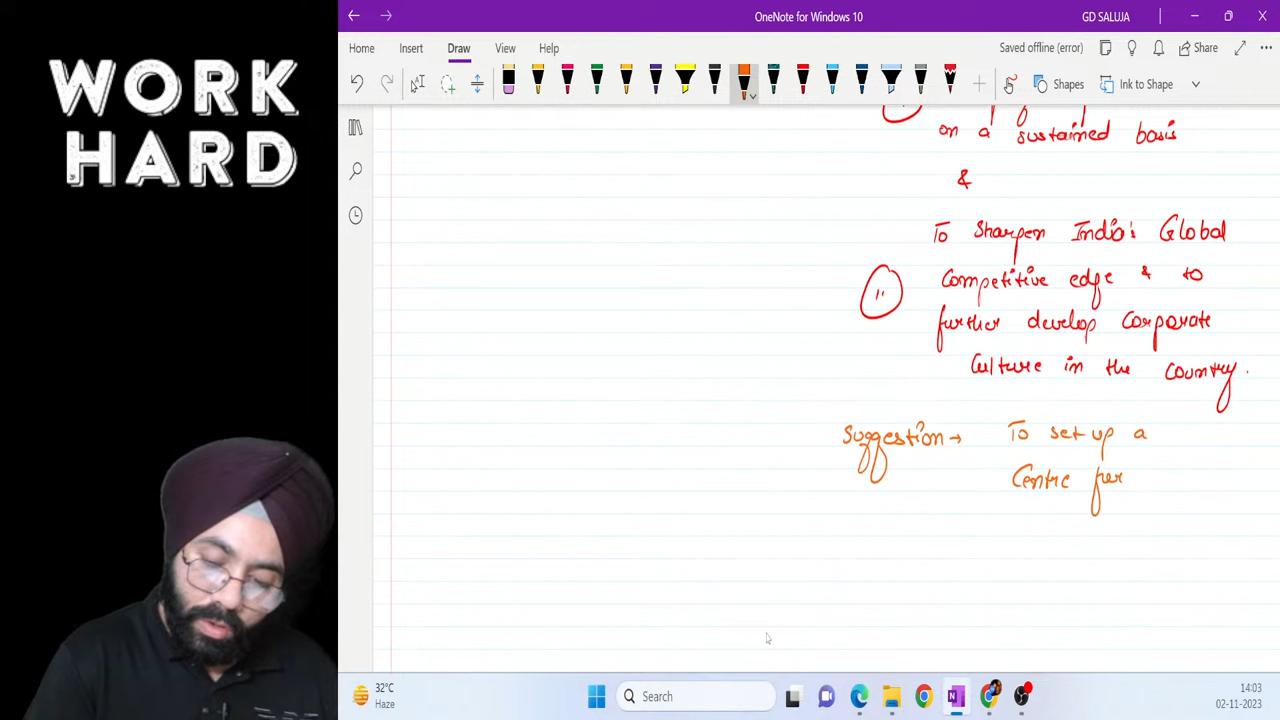 WORK
HARD
OneNote for Windows 10
GD SALUJA
Home Insert Draw View Help
Saved offline (error)
Share
Shapes
Ink to Shape
on a sustained basis
&
To Sharpen India's Global
ii
Competitive edge & to
further develop Corporate
Culture in the Country.
Suggestion → To set up a
Centre for
32°C
Haze
Search
14:03
02-11-2023